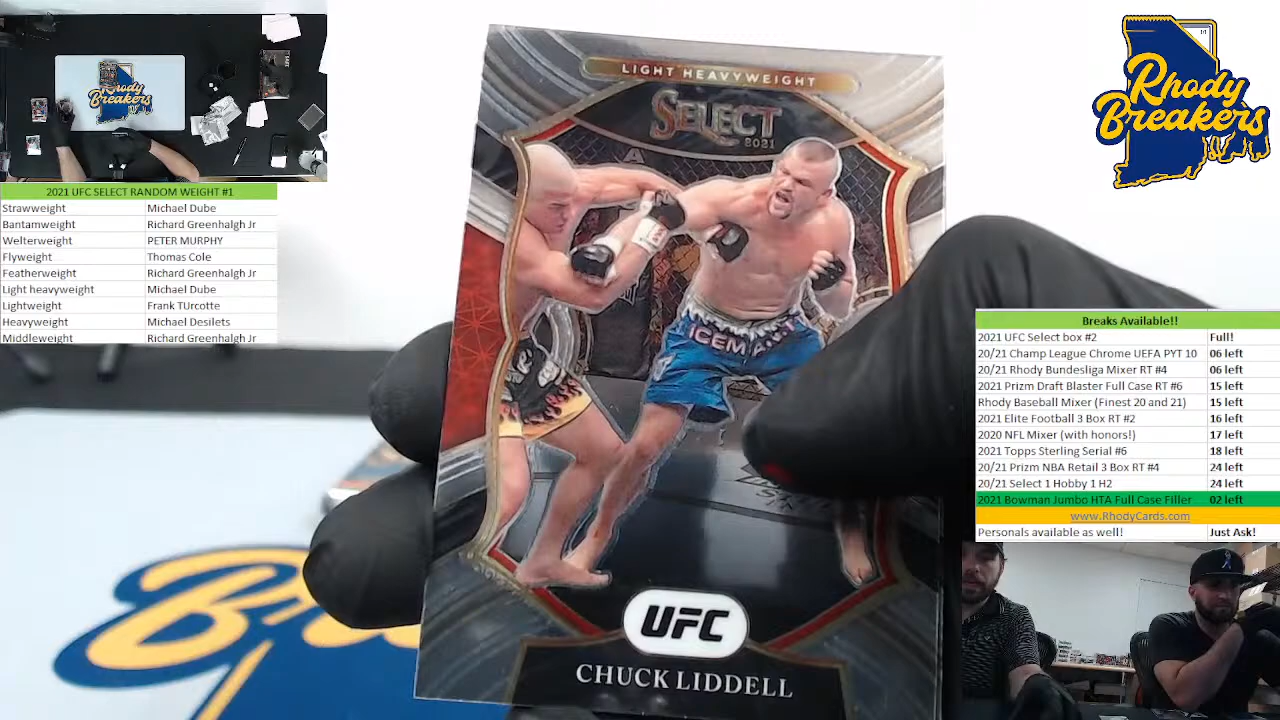 2021 UFC SELECT RANDOM WEIGHT #1
Strawweight Michael Dube
Bantamweight Richard Greenhalgh Jr
Welterweight PETER MURPHY
Flyweight Thomas Cole
Featherweight Richard Greenhalgh Jr
Light heavyweight Michael Dube
Lightweight Frank TUrcotte
Heavyweight Michael Desilets
Middleweight Richard Greenhalgh Jr
LIGHT HEAVYWEIGHT
SELECT
2021
ICEMAN
UFC
CHUCK LIDDELL
Rhody
Breakers
Rhody
Breakers
Breaks Available!!
2021 UFC Select box #2 Full!
20/21 Champ League Chrome UEFA PYT 10 06 left
20/21 Rhody Bundesliga Mixer RT #4 06 left
2021 Prizm Draft Blaster Full Case RT #6 15 left
Rhody Baseball Mixer (Finest 20 and 21) 15 left
2021 Elite Football 3 Box RT #2 16 left
2020 NFL Mixer (with honors!) 17 left
2021 Topps Sterling Serial #6 18 left
20/21 Prizm NBA Retail 3 Box RT #4 24 left
20/21 Select 1 Hobby 1 H2 24 left
2021 Bowman Jumbo HTA Full Case Filler 02 left
www.RhodyCards.com
Personals available as well! Just Ask!